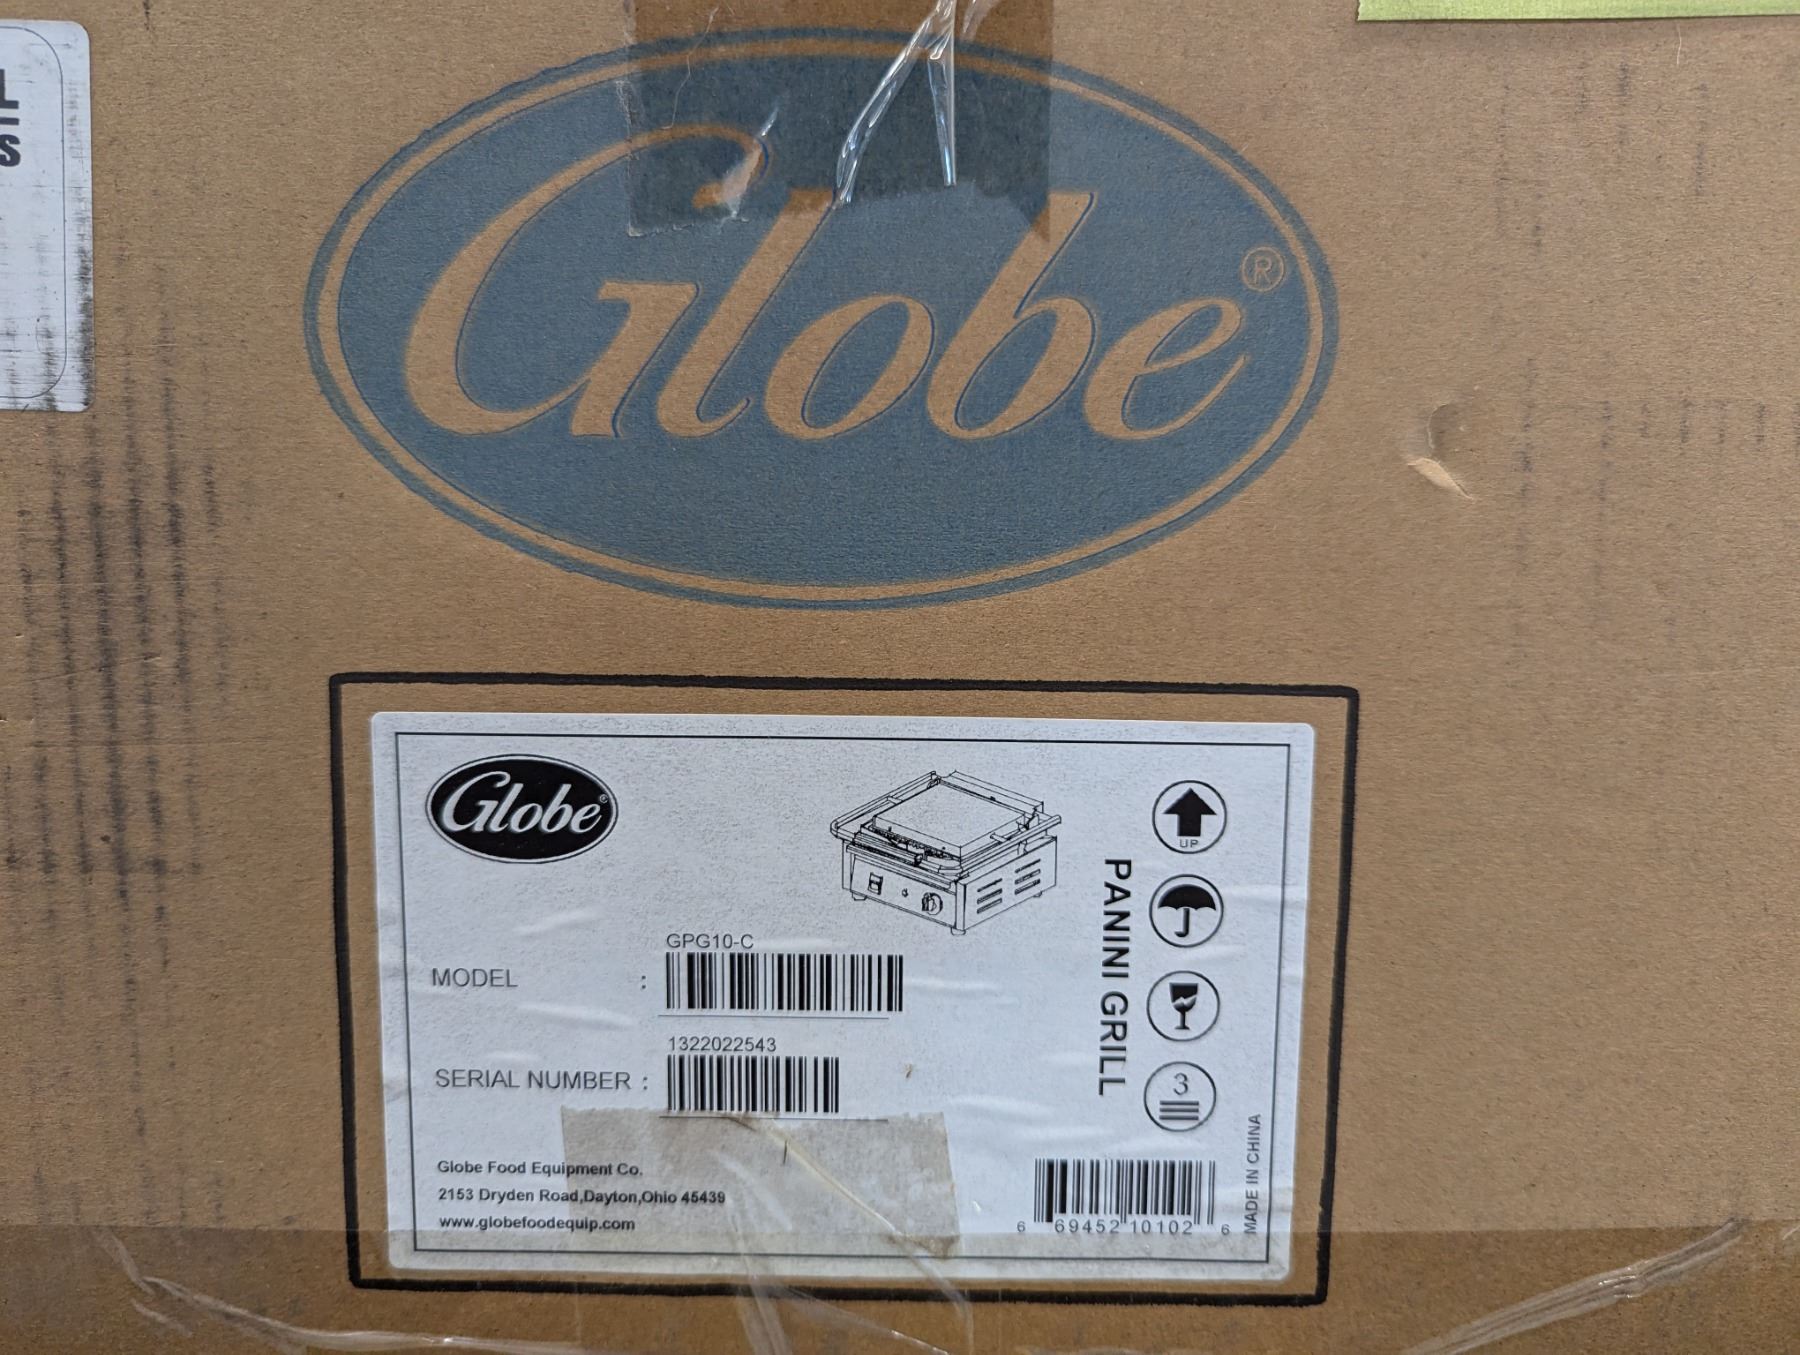 Globe®
Globe®
UP
PANINI GRILL
GPG10-C
MODEL :
1322022543
SERIAL NUMBER :
3
Globe Food Equipment Co.
2153 Dryden Road,Dayton,Ohio 45439
www.globefoodequip.com
6 69452 10102 6
MADE IN CHINA